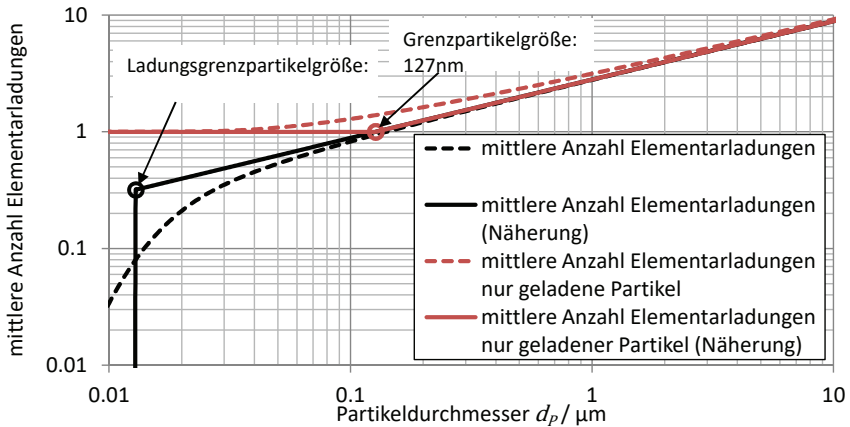 mittlere Anzahl Elementarladungen
10
1
0.1
0.01
Ladungsgrenzpartikelgröße:
Grenzpartikelgröße:
127nm
mittlere Anzahl Elementarladungen
mittlere Anzahl Elementarladungen
(Näherung)
mittlere Anzahl Elementarladungen
nur geladene Partikel
mittlere Anzahl Elementarladungen
nur geladener Partikel (Näherung)
0.01
0.1
1
10
Partikeldurchmesser d_P / µm